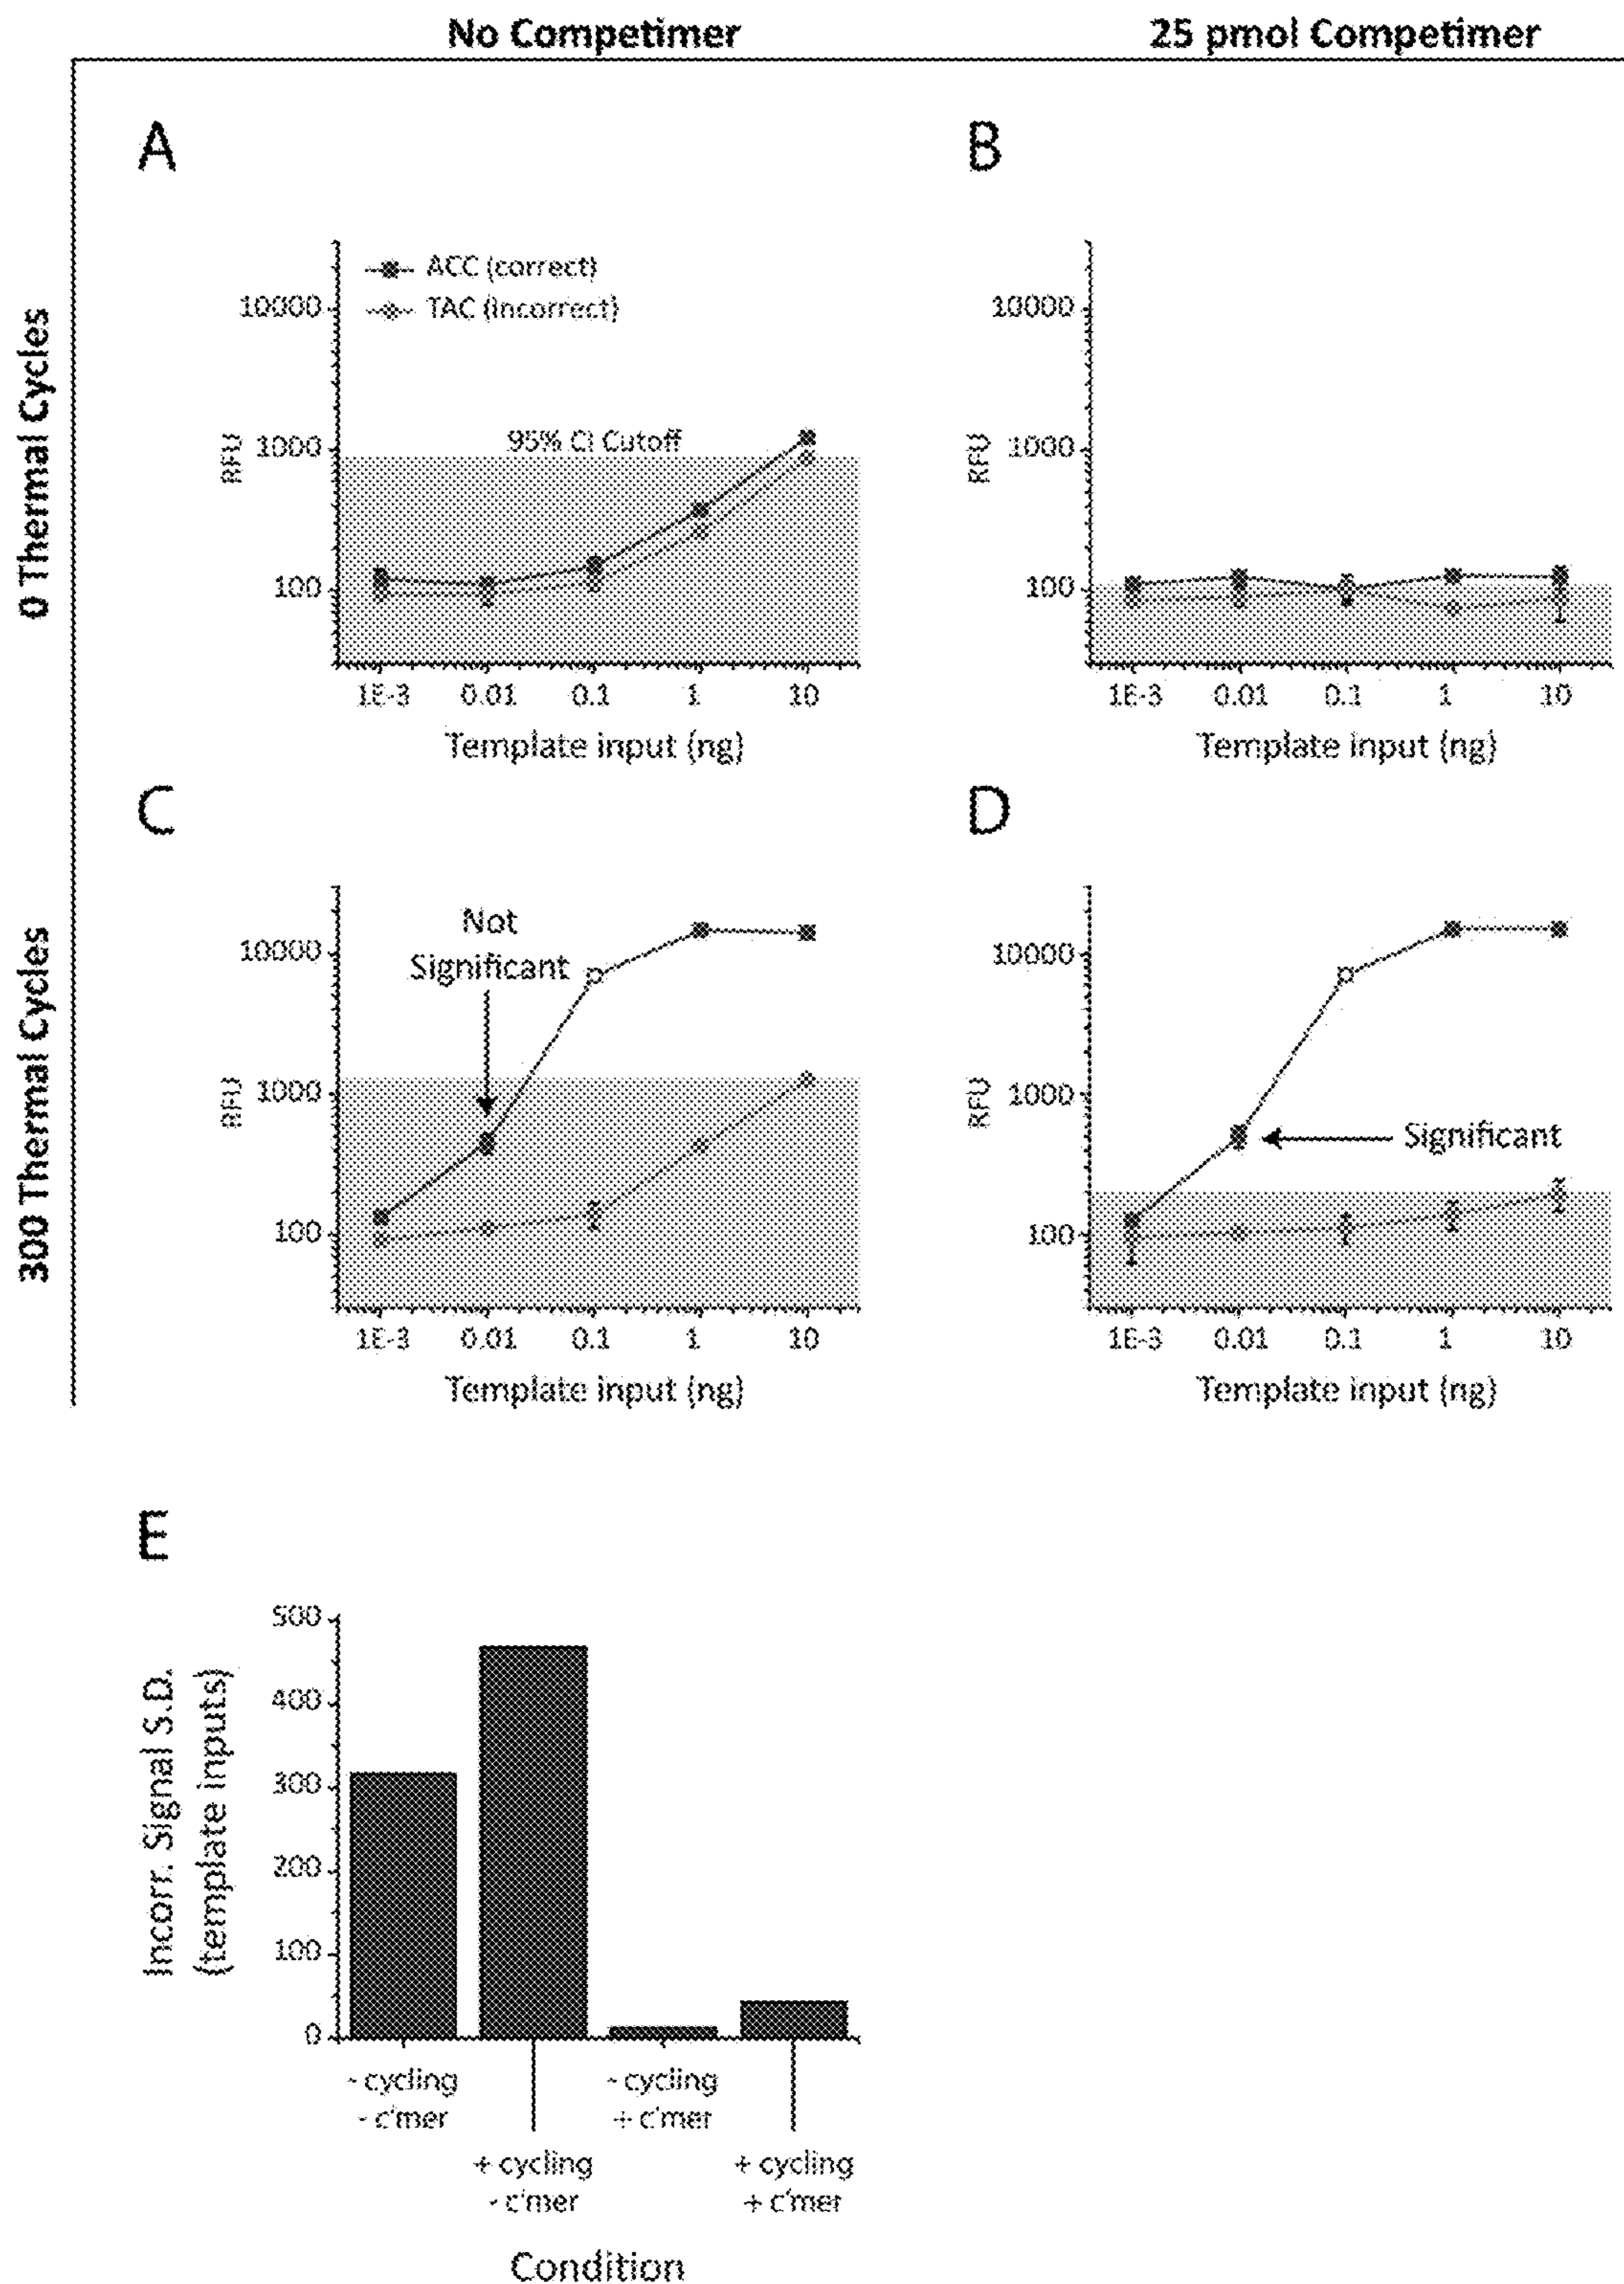 No Competimer
25 pmol Competimer
0 Thermal Cycles
A
ACC (correct)
TAC (incorrect)
10000
1000
100
RFU
95% CI Cutoff
1E-3 0.01 0.1 1 10
Template input (ng)
B
10000
1000
100
RFU
1E-3 0.01 0.1 1 10
Template input (ng)
300 Thermal Cycles
C
Not
Significant
10000
1000
100
RFU
1E-3 0.01 0.1 1 10
Template input (ng)
D
10000
1000
100
RFU
Significant
1E-3 0.01 0.1 1 10
Template input (ng)
E
Incorr. Signal S.D.
(template inputs)
500
400
300
200
100
0
- cycling
- c'mer
+ cycling
- c'mer
- cycling
+ c'mer
+ cycling
+ c'mer
Condition